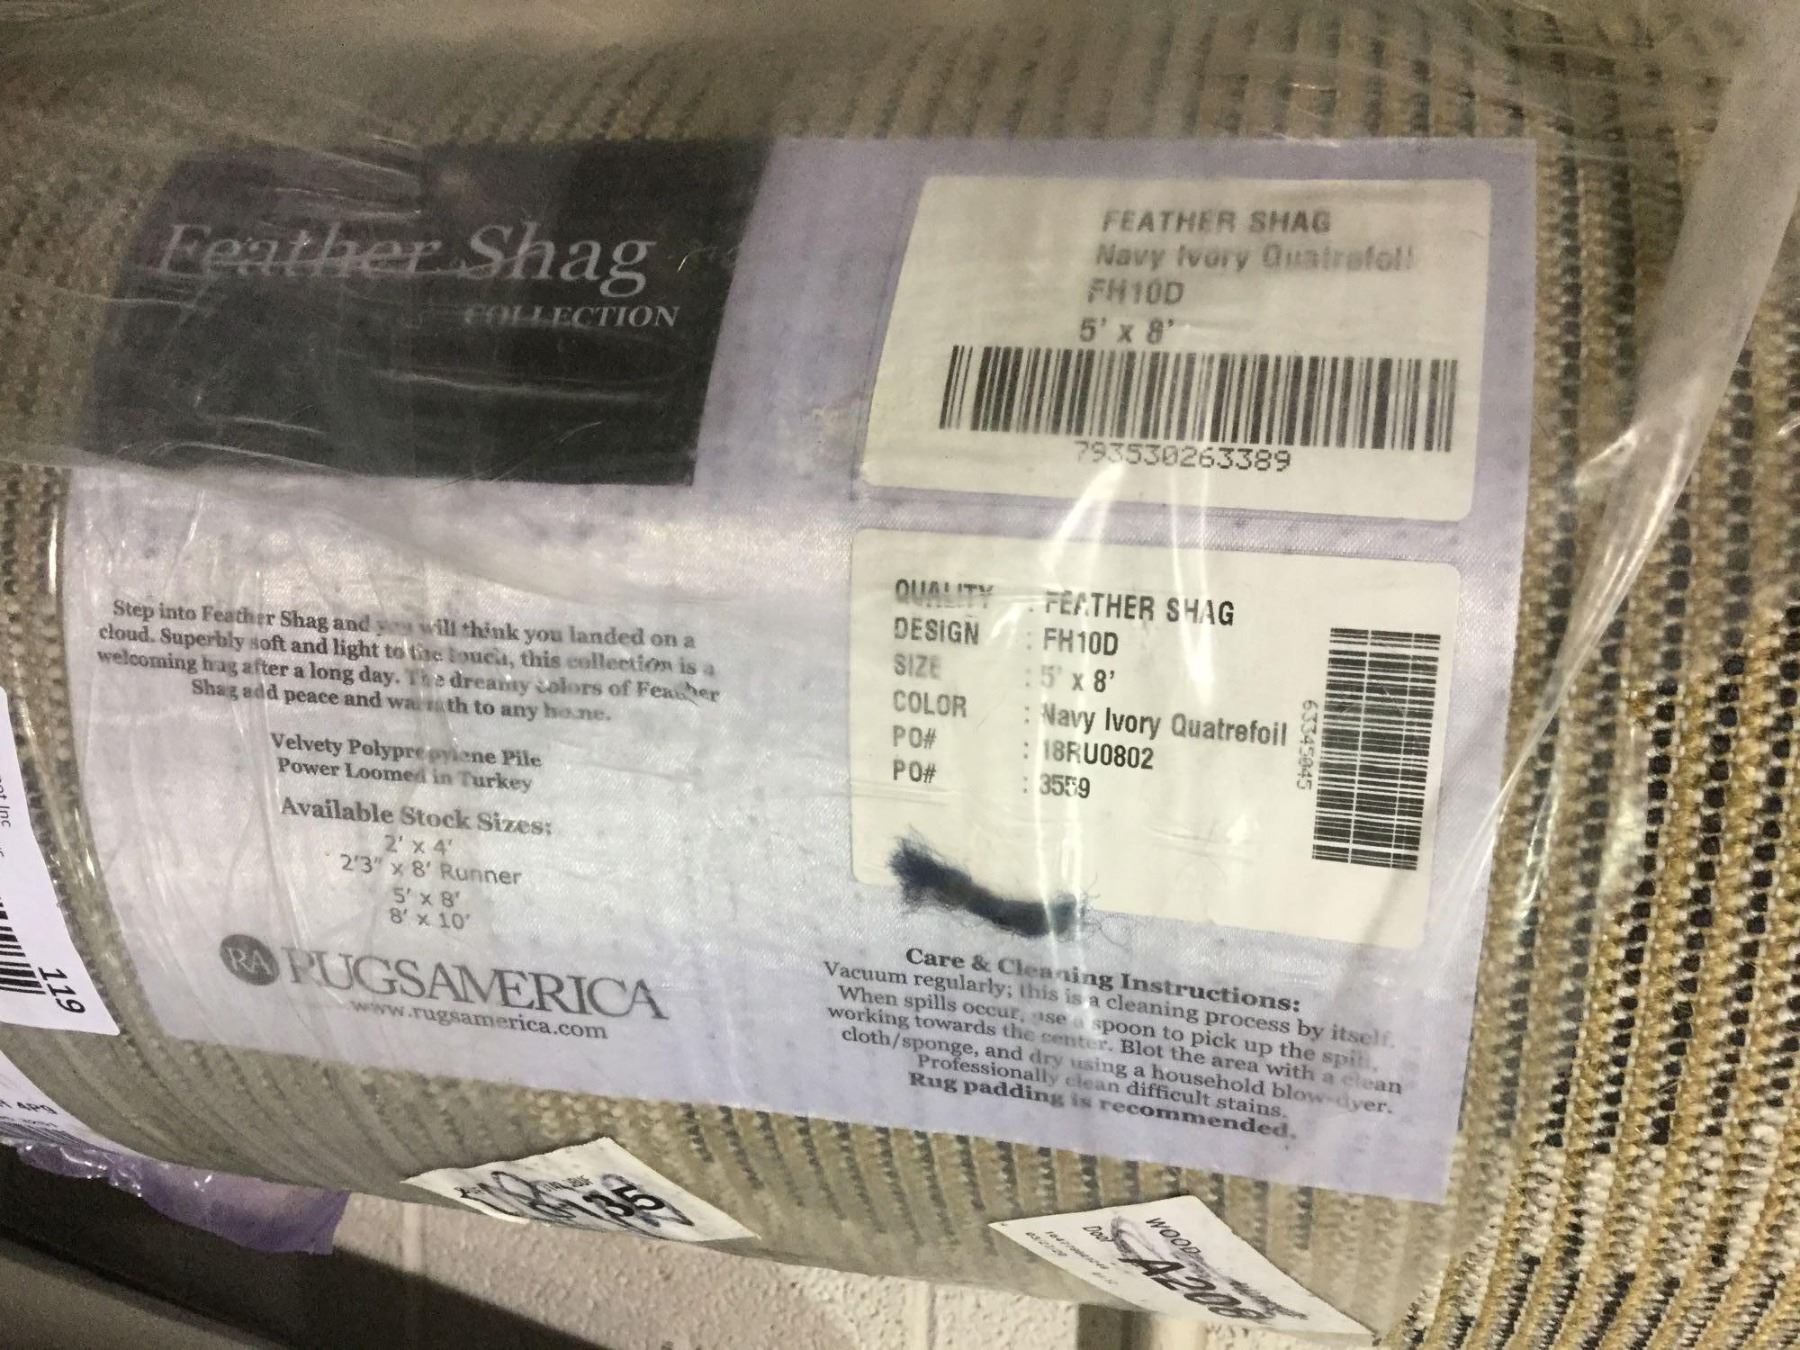 Feather Shag
COLLECTION
FEATHER SHAG
Navy Ivory Quatrefoil
FH10D
5' x 8'
793530263389
QUALITY : FEATHER SHAG
DESIGN : FH10D
SIZE : 5' x 8'
COLOR : Navy Ivory Quatrefoil
PO# : 18RU0802
PO# : 3559
63345045
Step into Feather Shag and you will think you landed on a
cloud. Superbly soft and light to the touch, this collection is a
welcoming hug after a long day. The dreamy colors of Feather
Shag add peace and warmth to any home.
Velvety Polypropylene Pile
Power Loomed in Turkey
Available Stock Sizes:
2' x 4'
2'3" x 8' Runner
5' x 8'
8' x 10'
RA RUGSAMERICA
www.rugsamerica.com
Care & Cleaning Instructions:
Vacuum regularly; this is a cleaning process by itself.
When spills occur, use a spoon to pick up the spill,
working towards the center. Blot the area with a clean
cloth/sponge, and dry using a household blow-dyer.
Professionally clean difficult stains.
Rug padding is recommended.
119
WOOD
A208